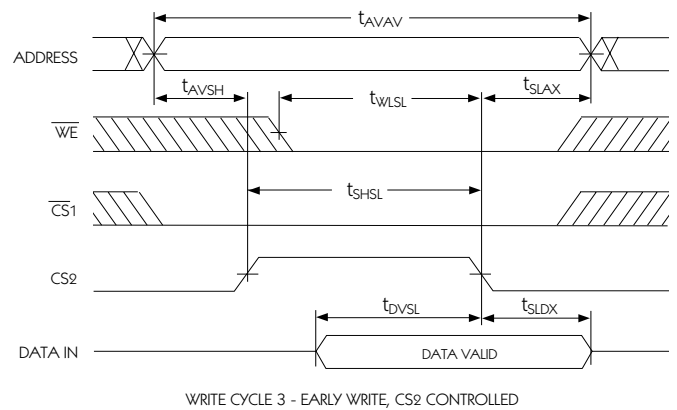 tAVAV
ADDRESS
tAVSH
tWLSL
tSLAX
WE
tSHSL
CS1
CS2
tDVSL
tSLDX
DATA IN
DATA VALID
WRITE CYCLE 3 - EARLY WRITE, CS2 CONTROLLED